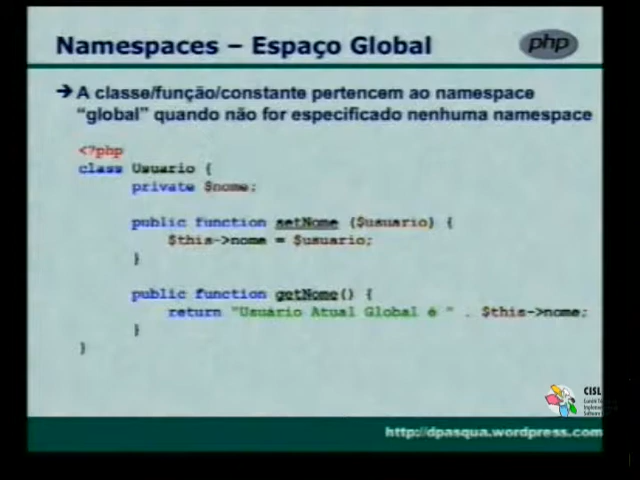 Namespaces – Espaço Global
php
➔ A classe/função/constante pertencem ao namespace
“global” quando não for especificado nenhuma namespace
<?php
class Usuario {
private $nome;
public function setNome ($usuario) {
$this->nome = $usuario;
}
public function getNome() {
return "Usuário Atual Global é " . $this->nome;
}
}
CISL
http://dpasqua.wordpress.com